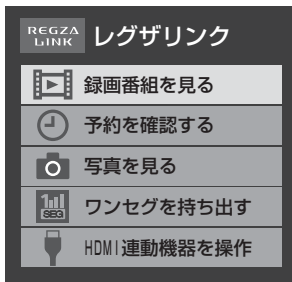 REGZA LINK レグザリンク
録画番組を見る
予約を確認する
写真を見る
1 SEG ワンセグを持ち出す
HDMI連動機器を操作